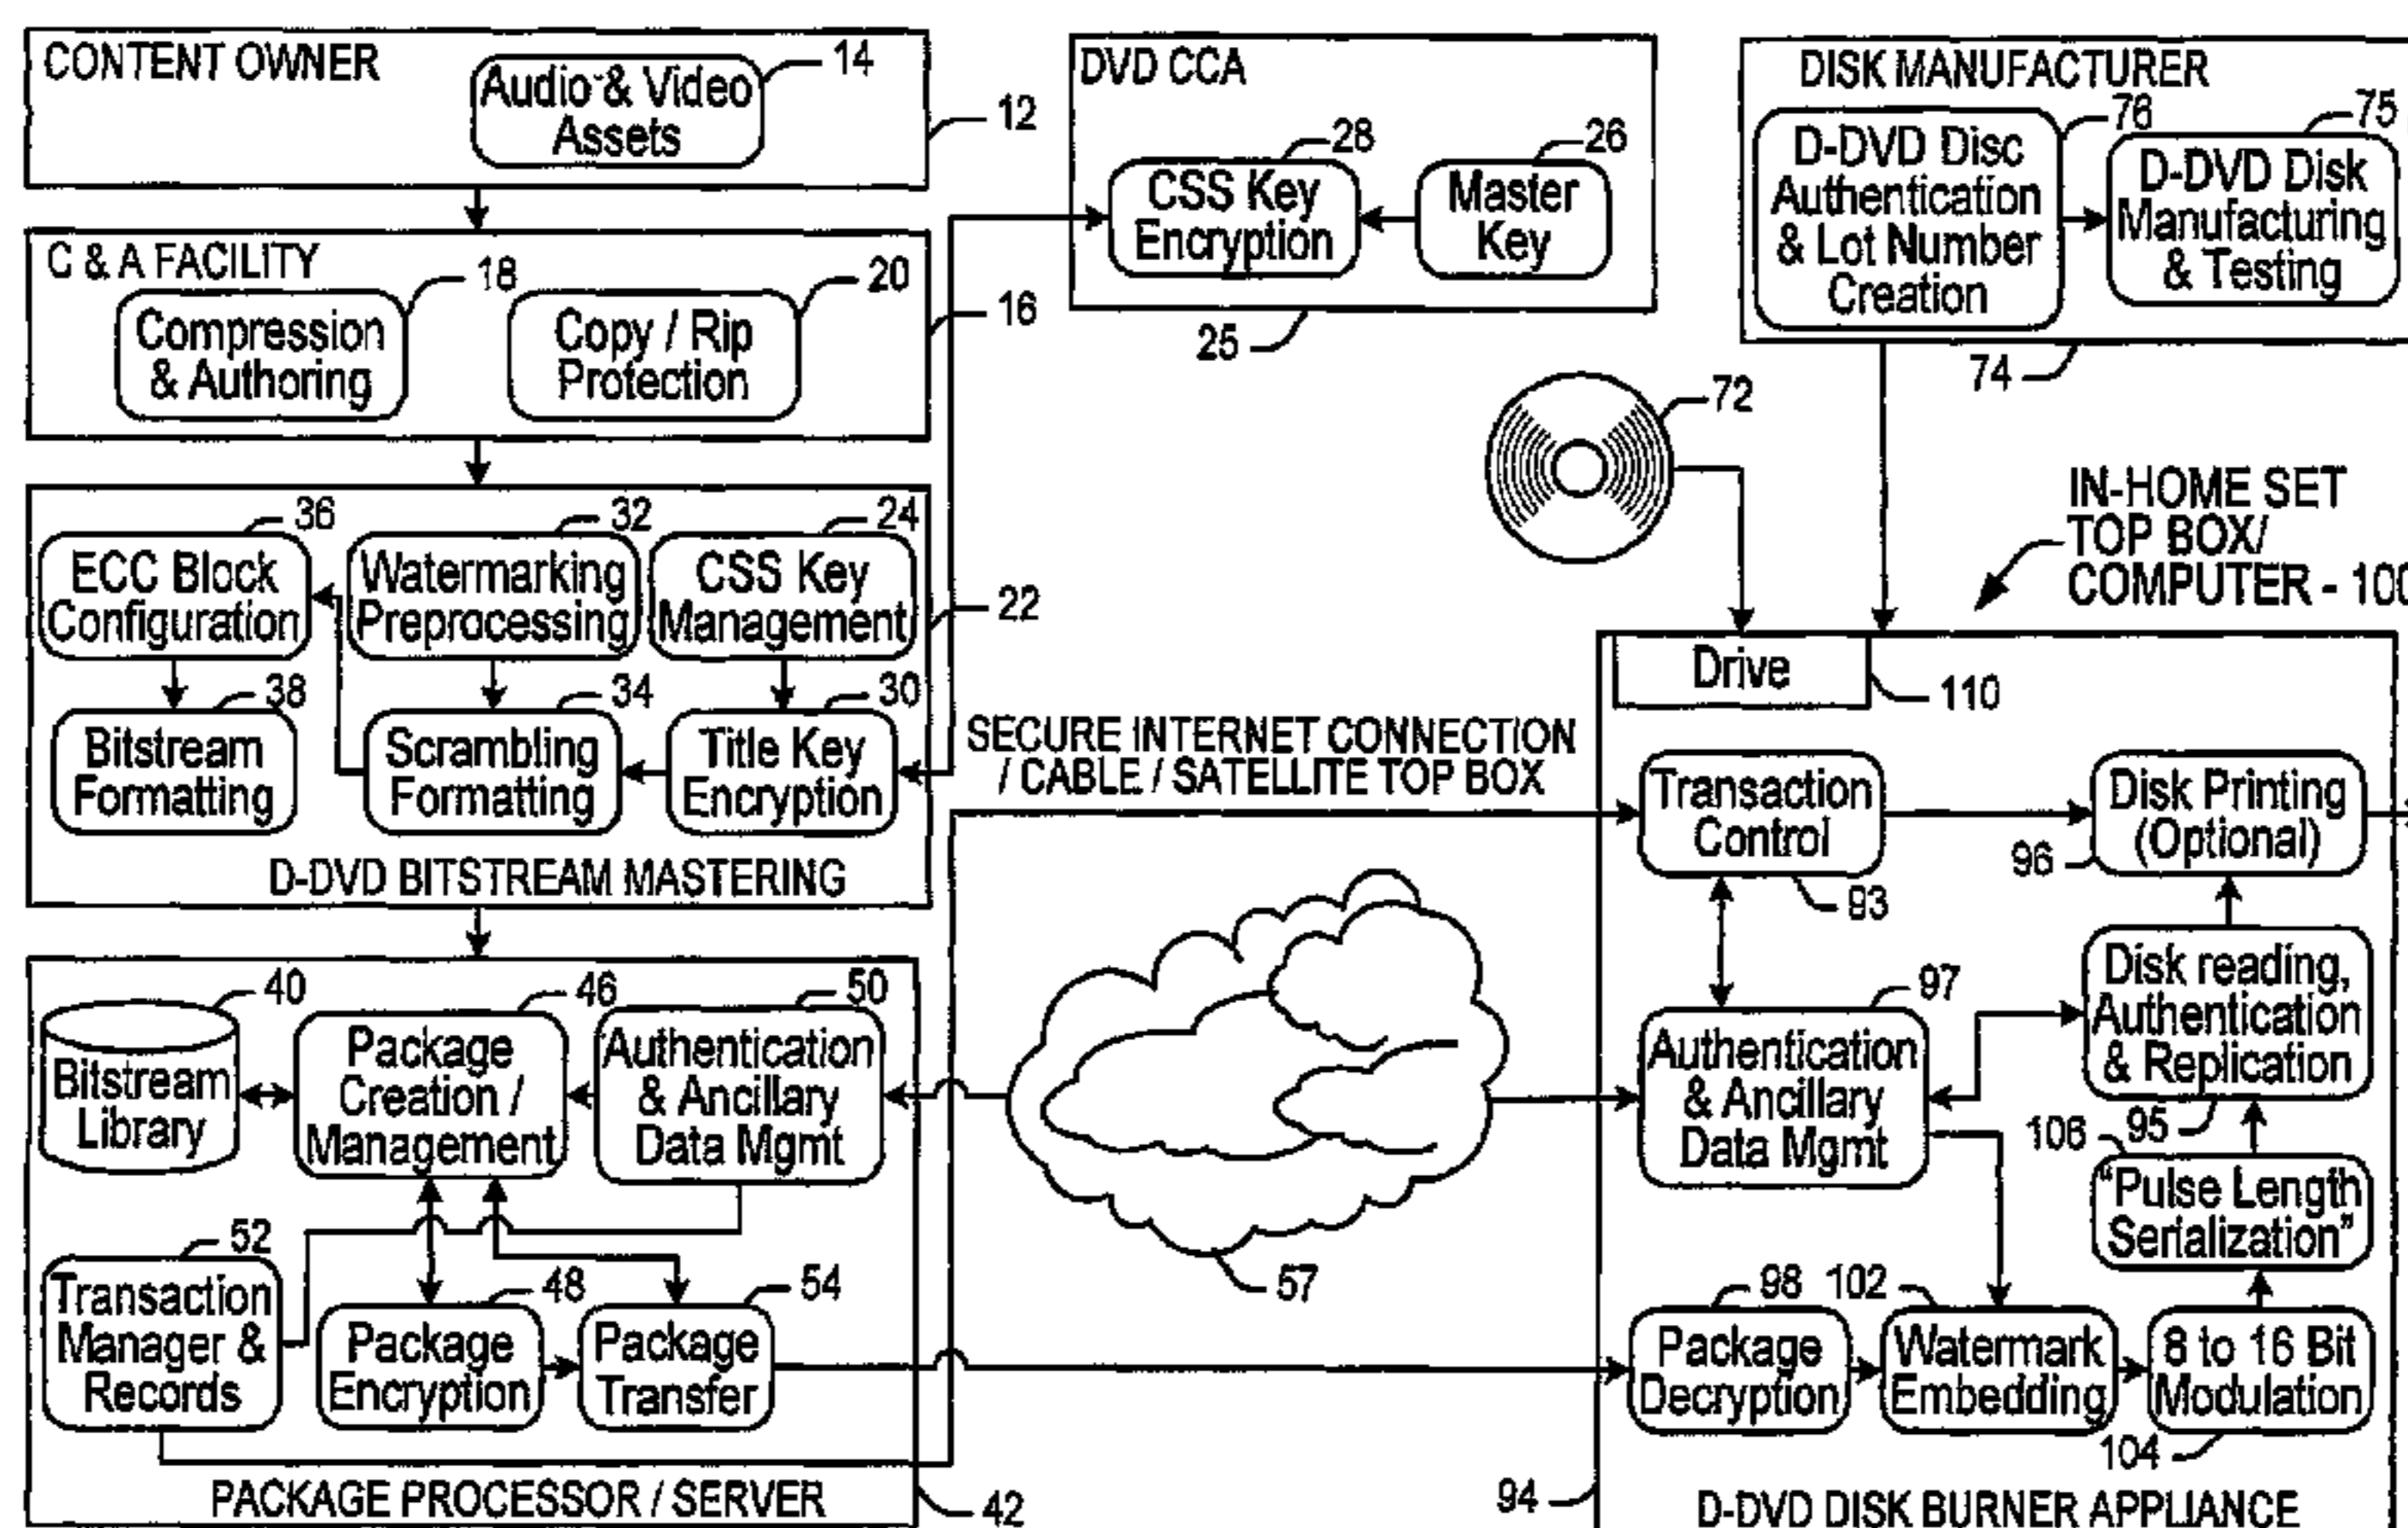 CONTENT OWNER
Audio & Video
Assets
14
12
C & A FACILITY
18
Compression
& Authoring
20
Copy / Rip
Protection
16
36
ECC Block
Configuration
32
Watermarking
Preprocessing
24
CSS Key
Management
22
38
Bitstream
Formatting
34
Scrambling
Formatting
30
Title Key
Encryption
D-DVD BITSTREAM MASTERING
40
Bitstream
Library
46
Package
Creation /
Management
50
Authentication
& Ancillary
Data Mgmt
52
Transaction
Manager &
Records
48
Package
Encryption
54
Package
Transfer
PACKAGE PROCESSOR / SERVER
42
DVD CCA
28
CSS Key
Encryption
26
Master
Key
25
DISK MANUFACTURER
76
D-DVD Disc
Authentication
& Lot Number
Creation
75
D-DVD Disk
Manufacturing
& Testing
74
72
IN-HOME SET
TOP BOX/
COMPUTER - 100
Drive
110
SECURE INTERNET CONNECTION
/ CABLE / SATELLITE TOP BOX
57
Transaction
Control
93
Disk Printing
(Optional)
96
97
Authentication
& Ancillary
Data Mgmt
Disk reading,
Authentication
& Replication
95
106
"Pulse Length
Serialization"
98
Package
Decryption
102
Watermark
Embedding
8 to 16 Bit
Modulation
104
94
D-DVD DISK BURNER APPLIANCE